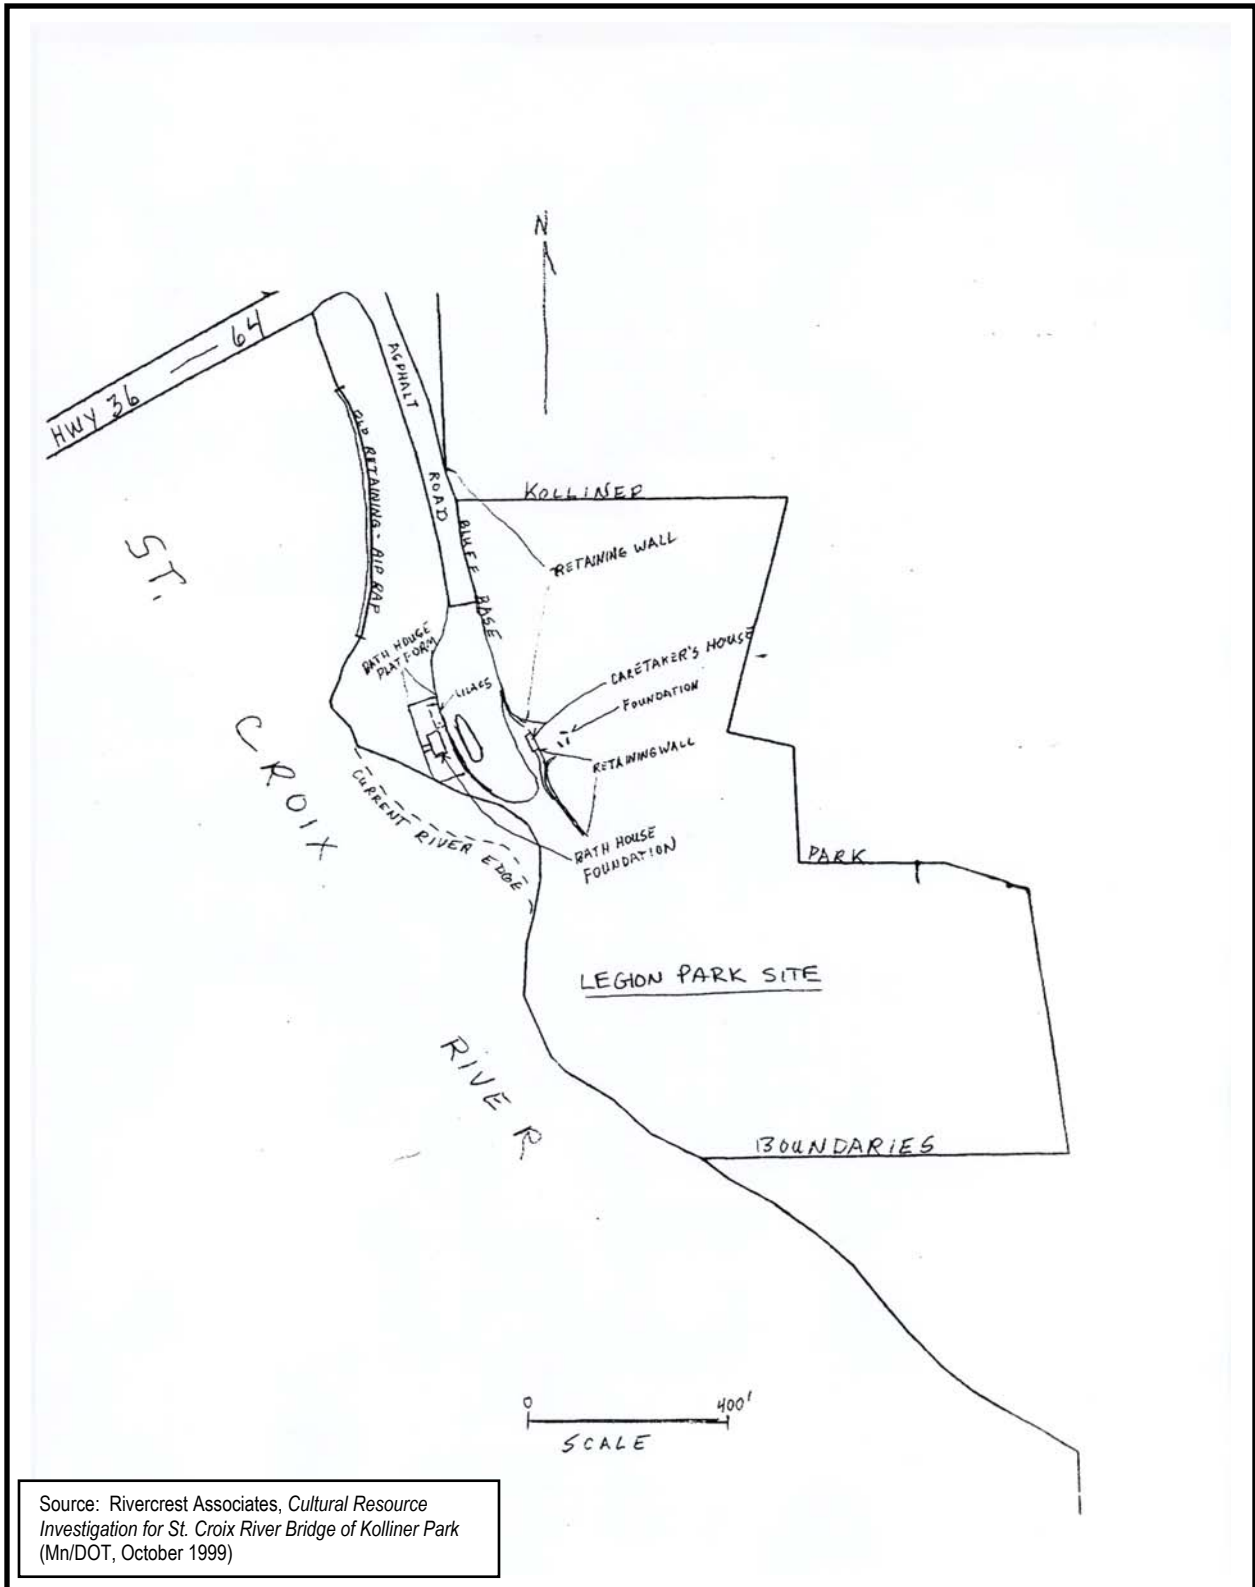 N
HWY 36 — 64
ASPHALT
ROAD
OLD RETAINING - RIP RAP
KOLLINER
BLUFF BASE
RETAINING WALL
ST.
CROIX
RIVER
BATH HOUSE
PLATFORM
LILACS
CARETAKER'S HOUSE
FOUNDATION
RETAINING WALL
CURRENT RIVER EDGE
BATH HOUSE
FOUNDATION
PARK
LEGION PARK SITE
BOUNDARIES
0 400'
SCALE
Source: Rivercrest Associates, Cultural Resource
Investigation for St. Croix River Bridge of Kolliner Park
(Mn/DOT, October 1999)